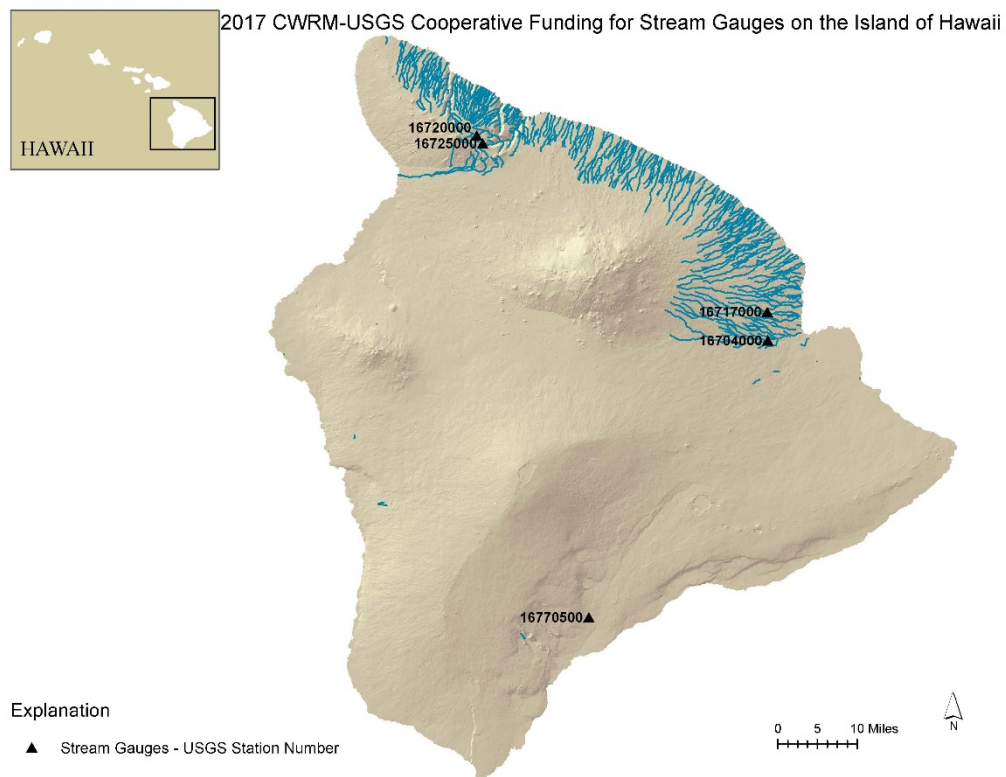 2017 CWRM-USGS Cooperative Funding for Stream Gauges on the Island of Hawaii
HAWAII
16720000
16725000
16717000
16704000
16770500
Explanation
Stream Gauges - USGS Station Number
0 5 10 Miles
N